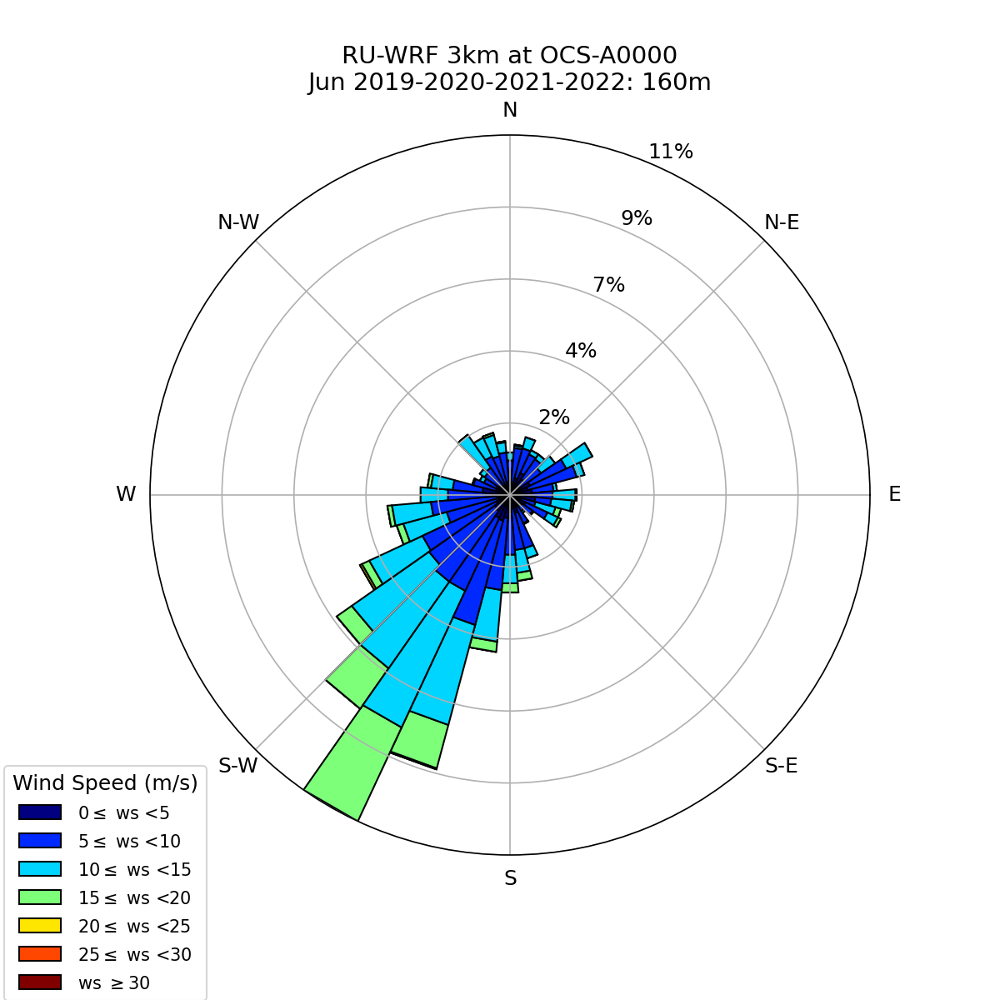 RU-WRF 3km at OCS-A0000
Jun 2019-2020-2021-2022: 160m
N
11%
9%
N-W
N-E
7%
4%
2%
W
E
S-W
S-E
S
Wind Speed (m/s)
0≤ ws <5
5≤ ws <10
10≤ ws <15
15≤ ws <20
20≤ ws <25
25≤ ws <30
ws ≥30